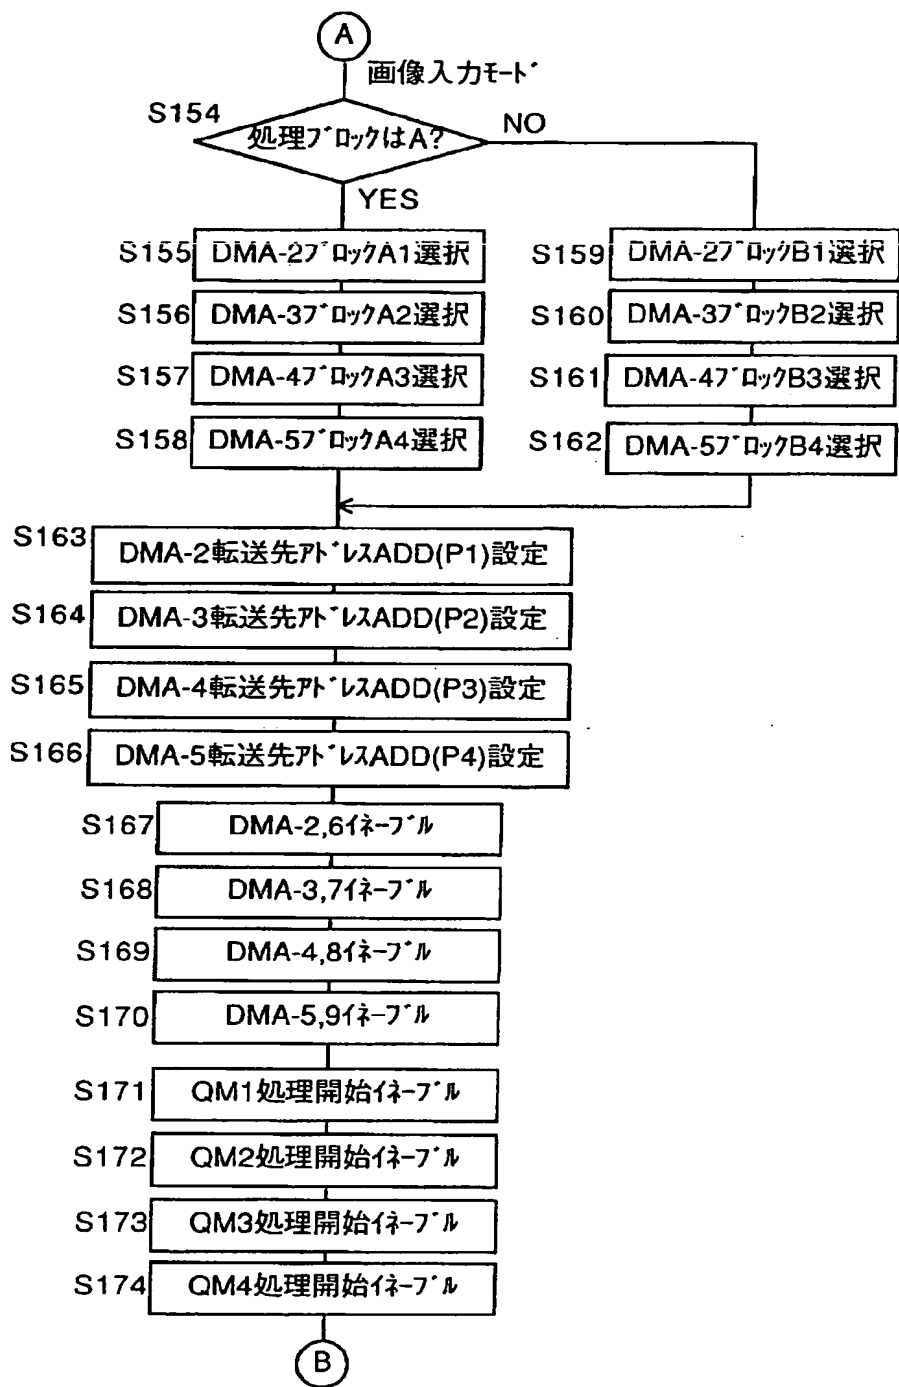 A
画像入力ﾓｰﾄﾞ
S154
処理ﾌﾞﾛｯｸはA?
NO
YES
S155 DMA-2ﾌﾞﾛｯｸA1選択
S156 DMA-3ﾌﾞﾛｯｸA2選択
S157 DMA-4ﾌﾞﾛｯｸA3選択
S158 DMA-5ﾌﾞﾛｯｸA4選択
S159 DMA-2ﾌﾞﾛｯｸB1選択
S160 DMA-3ﾌﾞﾛｯｸB2選択
S161 DMA-4ﾌﾞﾛｯｸB3選択
S162 DMA-5ﾌﾞﾛｯｸB4選択
S163 DMA-2転送先ｱﾄﾞﾚｽADD(P1)設定
S164 DMA-3転送先ｱﾄﾞﾚｽADD(P2)設定
S165 DMA-4転送先ｱﾄﾞﾚｽADD(P3)設定
S166 DMA-5転送先ｱﾄﾞﾚｽADD(P4)設定
S167 DMA-2,6ｲﾈｰﾌﾞﾙ
S168 DMA-3,7ｲﾈｰﾌﾞﾙ
S169 DMA-4,8ｲﾈｰﾌﾞﾙ
S170 DMA-5,9ｲﾈｰﾌﾞﾙ
S171 QM1処理開始ｲﾈｰﾌﾞﾙ
S172 QM2処理開始ｲﾈｰﾌﾞﾙ
S173 QM3処理開始ｲﾈｰﾌﾞﾙ
S174 QM4処理開始ｲﾈｰﾌﾞﾙ
B